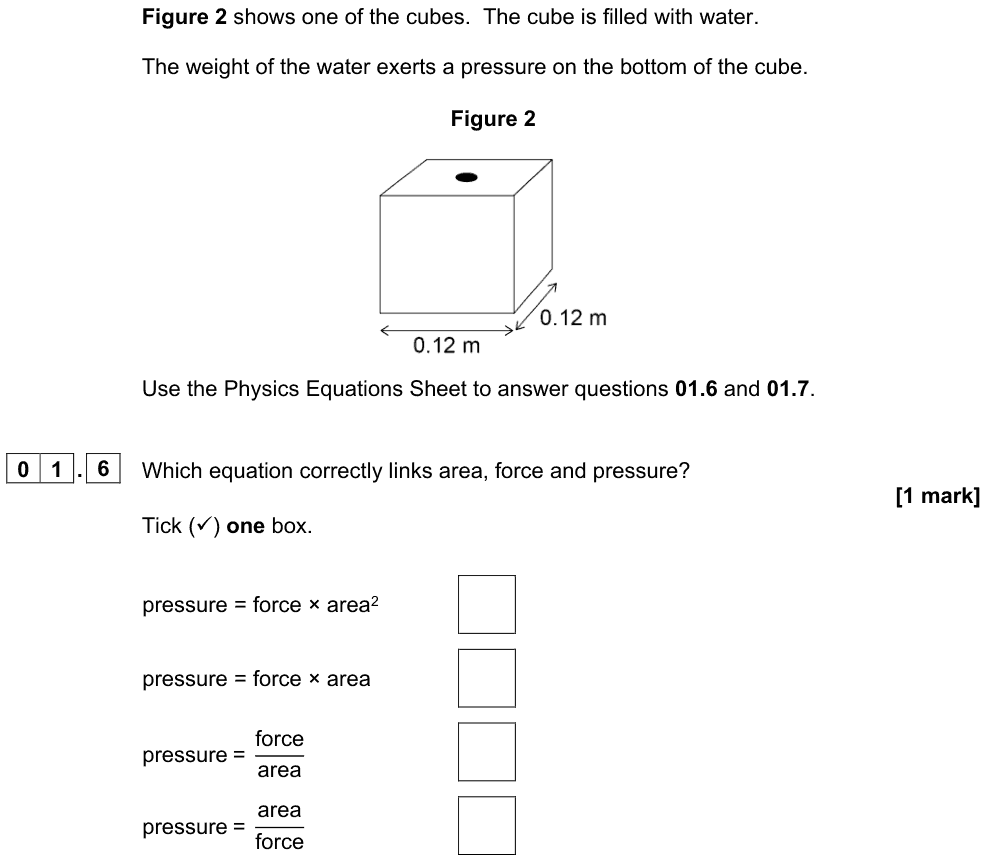 Figure 2 shows one of the cubes. The cube is filled with water.
The weight of the water exerts a pressure on the bottom of the cube.
Figure 2
0.12 m
0.12 m
Use the Physics Equations Sheet to answer questions 01.6 and 01.7.
0 1 . 6 Which equation correctly links area, force and pressure?
[1 mark]
Tick (✓) one box.
pressure = force × area²
pressure = force × area
pressure = force / area
pressure = area / force